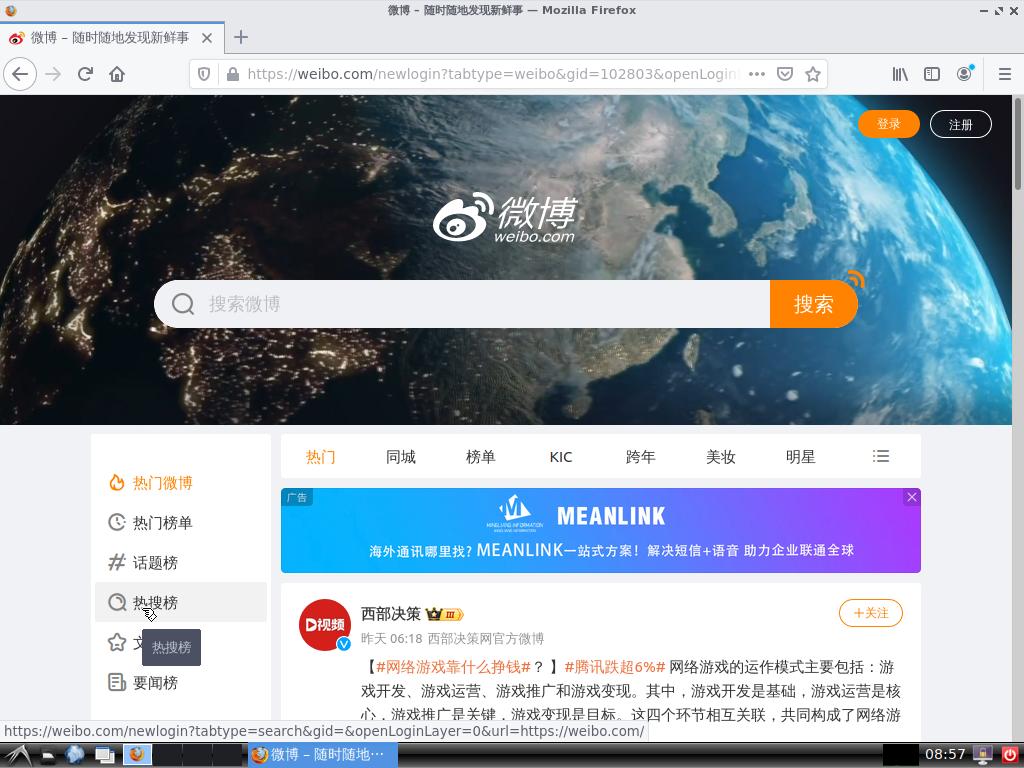 微博 – 随时随地发现新鲜事 — Mozilla Firefox
微博 – 随时随地发现新鲜事
https://weibo.com/newlogin?tabtype=weibo&gid=102803&openLogin
登录
注册
微博
weibo.com
搜索微博
搜索
热门
同城
榜单
KIC
跨年
美妆
明星
热门微博
热门榜单
话题榜
热搜榜
文
热搜榜
要闻榜
广告
MEANLINK
海外通讯哪里找? MEANLINK一站式方案! 解决短信+语音 助力企业联通全球
D视频
西部决策
III
+关注
昨天 06:18 西部决策网官方微博
【#网络游戏靠什么挣钱#？】#腾讯跌超6%# 网络游戏的运作模式主要包括：游
戏开发、游戏运营、游戏推广和游戏变现。其中，游戏开发是基础，游戏运营是核
心，游戏推广是关键，游戏变现是目标。这四个环节相互关联，共同构成了网络游
https://weibo.com/newlogin?tabtype=search&gid=&openLoginLayer=0&url=https://weibo.com/
微博 – 随时随地···
08:57